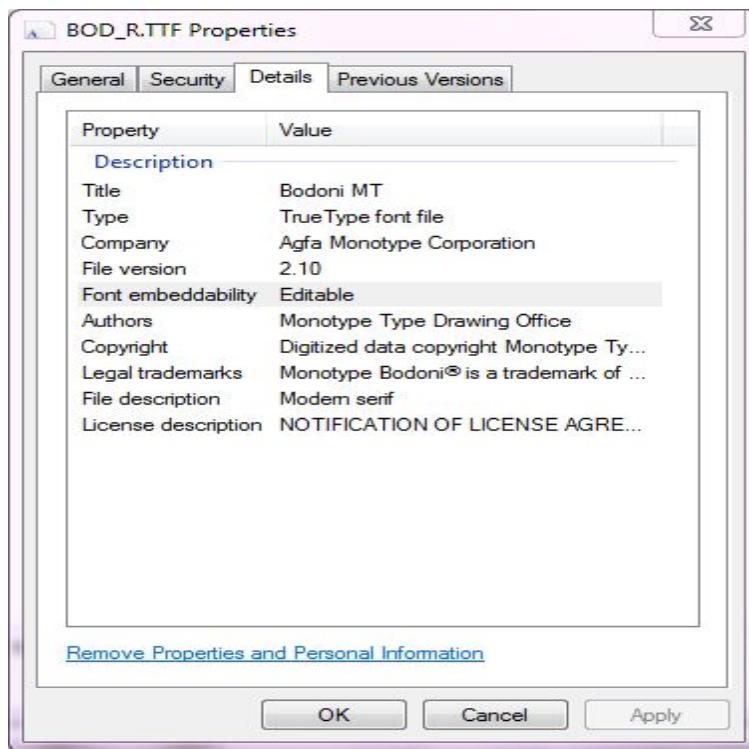 BOD_R.TTF Properties
General Security Details Previous Versions
Property Value
Description
Title Bodoni MT
Type TrueType font file
Company Agfa Monotype Corporation
File version 2.10
Font embeddability Editable
Authors Monotype Type Drawing Office
Copyright Digitized data copyright Monotype Ty...
Legal trademarks Monotype Bodoni® is a trademark of ...
File description Modern serif
License description NOTIFICATION OF LICENSE AGRE...
Remove Properties and Personal Information
OK Cancel Apply